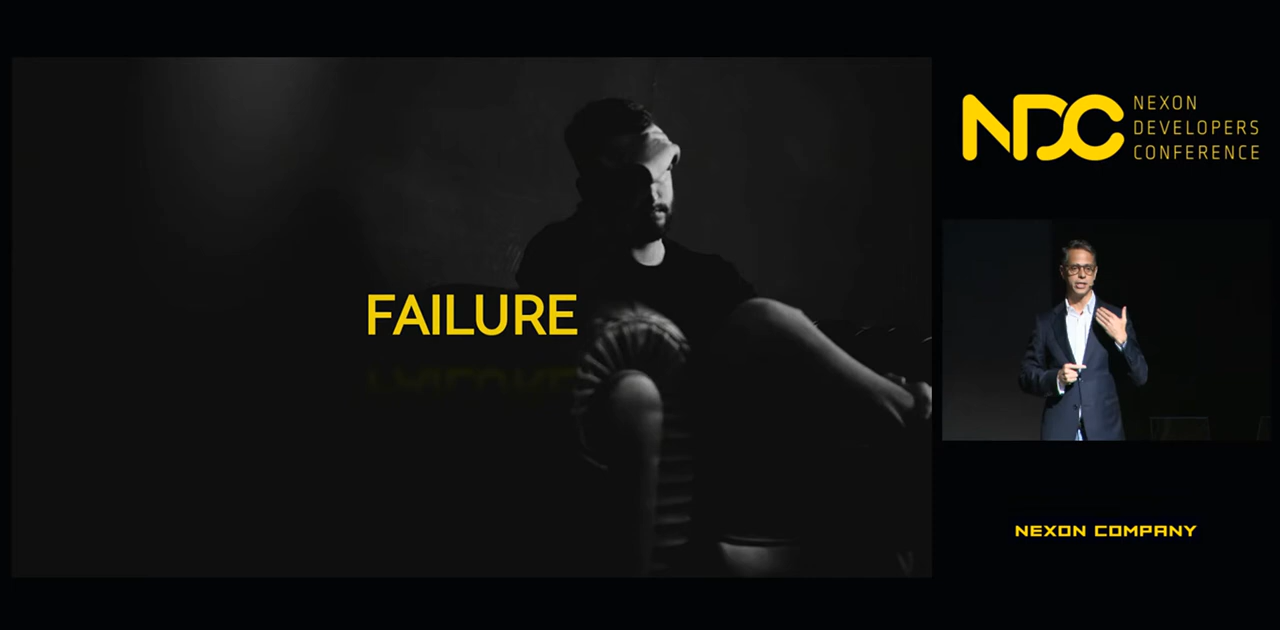 FAILURE
NDC
NEXON
DEVELOPERS
CONFERENCE
NEXON COMPANY